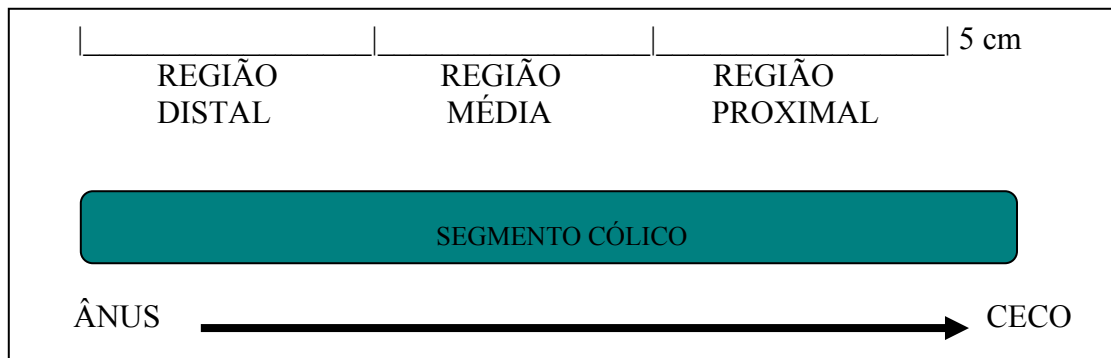 5 cm
REGIÃO REGIÃO REGIÃO
DISTAL MÉDIA PROXIMAL
SEGMENTO CÓLICO
ÂNUS CECO